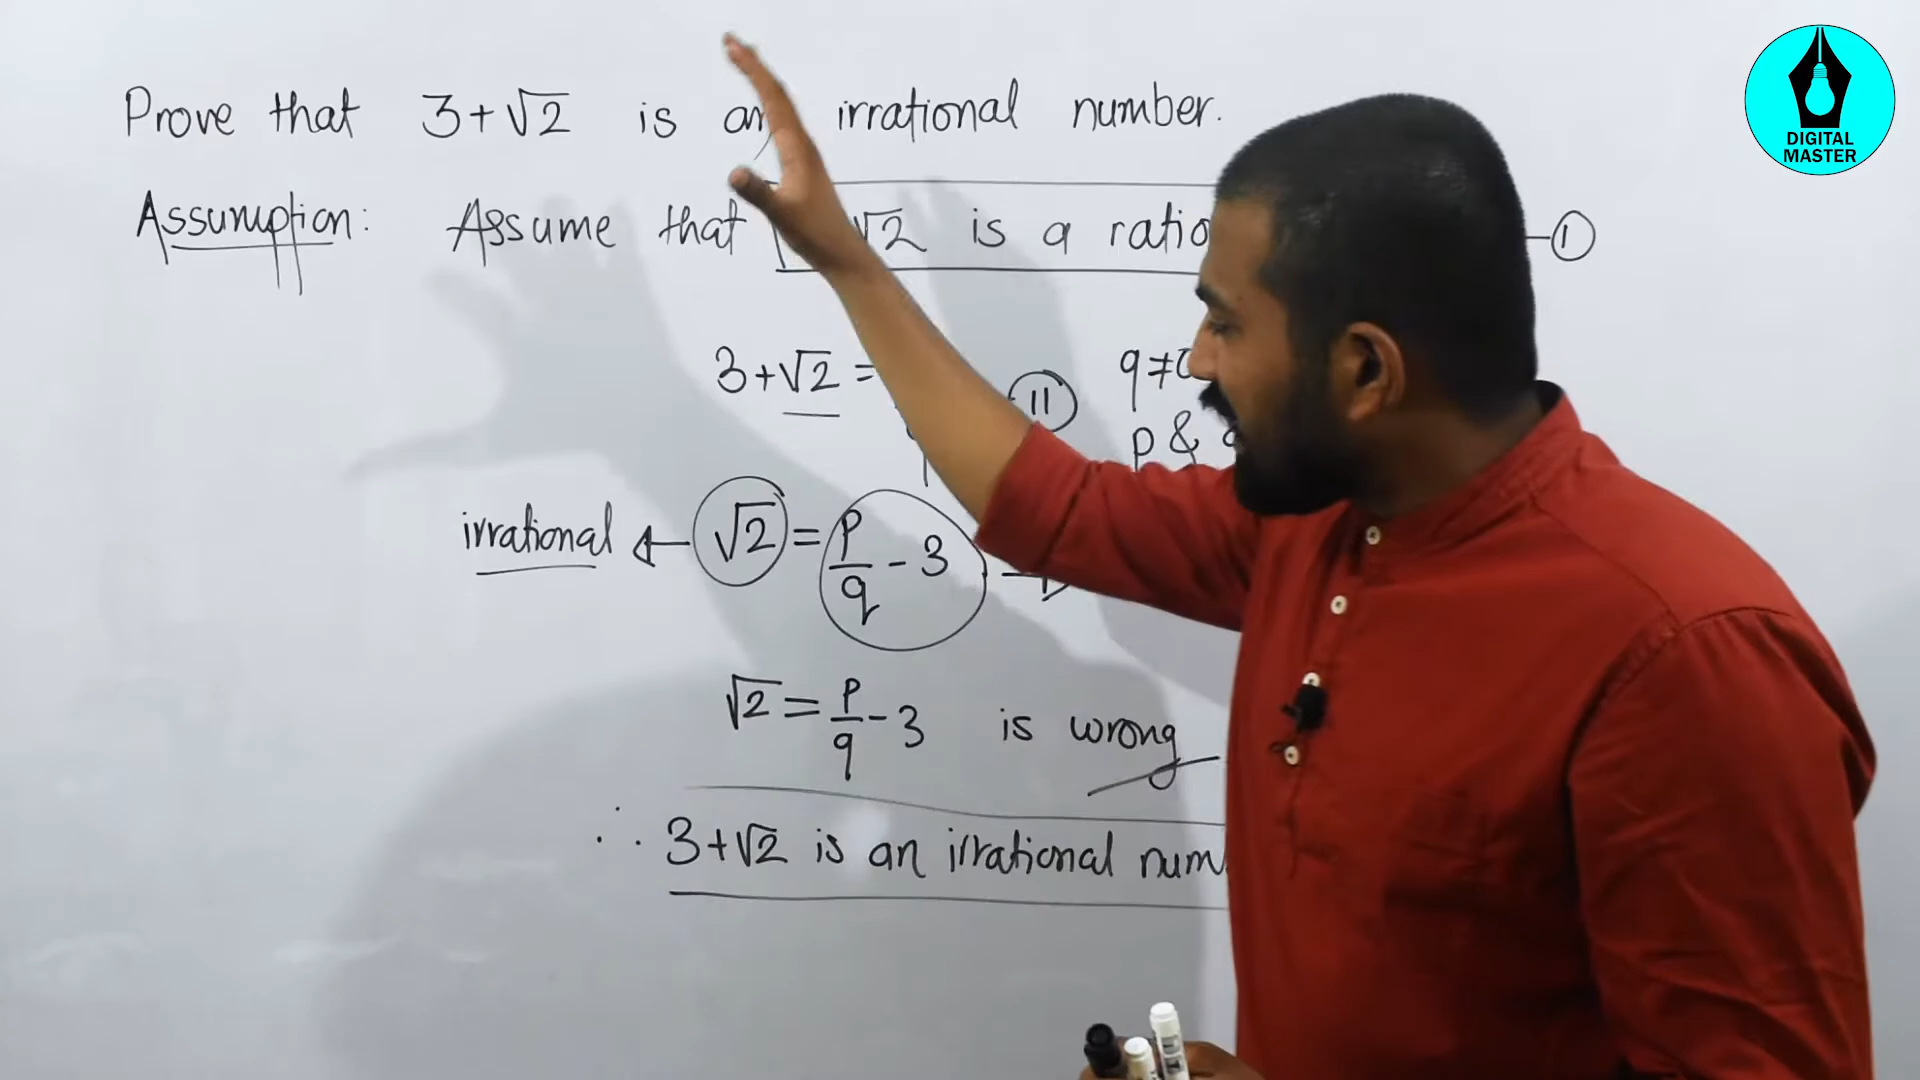 Prove that 3+√2 is an irrational number.
DIGITAL
MASTER
Assumption: Assume that √2 is a ratio — ①
3+√2 = ⑪ q≠0
p &
irrational ← √2 = p/q - 3 →
√2 = p/q - 3 is wrong
∴ 3+√2 is an irrational num